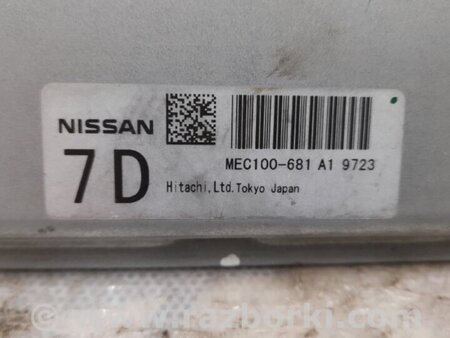 NISSAN
7D
MEC100-681 A1 9723
Hitachi,Ltd.Tokyo Japan
www.razborki.com